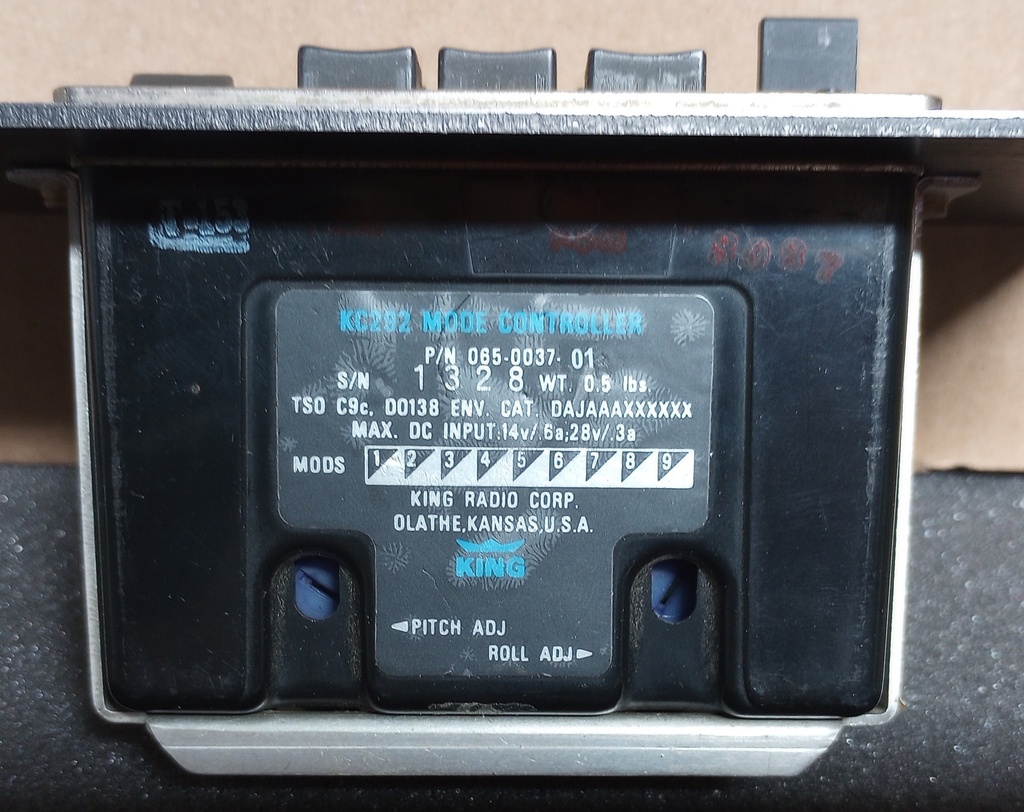 T-153
KC292 MODE CONTROLLER
P/N 065-0037- 01
S/N 1328 WT. 0.5 lbs
TSO C9c, DO138 ENV. CAT. DAJAAAXXXXXX
MAX. DC INPUT:14v/.6a;28v/.3a
MODS 1 2 3 4 5 6 7 8 9
KING RADIO CORP.
OLATHE,KANSAS,U.S.A.
KING
◄PITCH ADJ
ROLL ADJ►